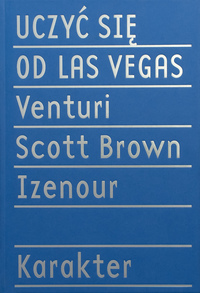 UCZYĆ SIĘ
OD LAS VEGAS
Venturi
Scott Brown
Izenour
Karakter